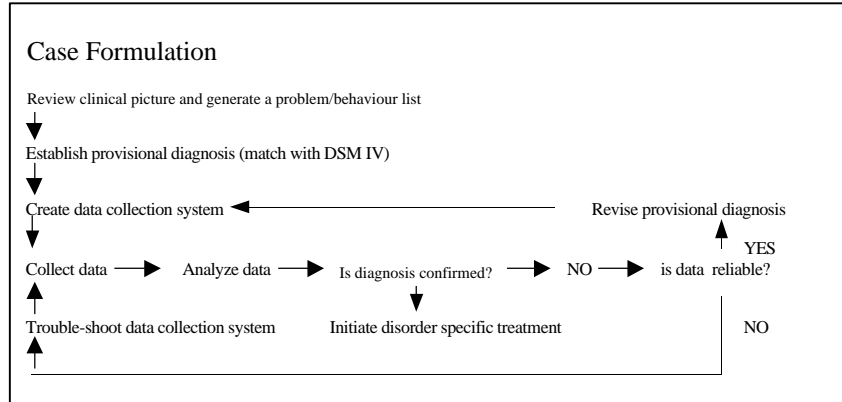 Case Formulation
Review clinical picture and generate a problem/behaviour list
Establish provisional diagnosis (match with DSM IV)
Create data collection system
Revise provisional diagnosis
YES
Collect data
Analyze data
Is diagnosis confirmed?
NO
is data reliable?
Trouble-shoot data collection system
Initiate disorder specific treatment
NO